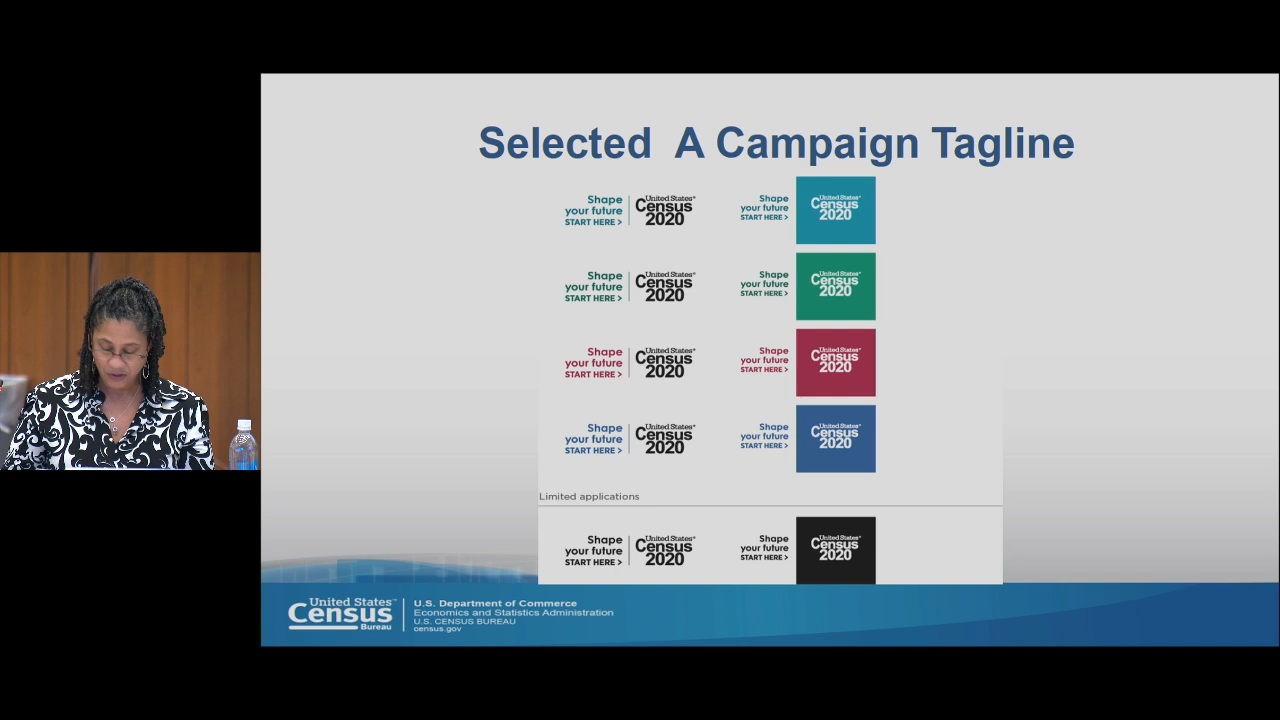 Selected  A Campaign Tagline
Shape
your future
START HERE >
United States®
Census
2020
Shape
your future
START HERE >
United States®
Census
2020
Shape
your future
START HERE >
United States®
Census
2020
Shape
your future
START HERE >
United States®
Census
2020
Shape
your future
START HERE >
United States®
Census
2020
Shape
your future
START HERE >
United States®
Census
2020
Shape
your future
START HERE >
United States®
Census
2020
Shape
your future
START HERE >
United States®
Census
2020
Limited applications
Shape
your future
START HERE >
United States®
Census
2020
Shape
your future
START HERE >
United States®
Census
2020
United States™
Census
Bureau
U.S. Department of Commerce
Economics and Statistics Administration
U.S. CENSUS BUREAU
census.gov